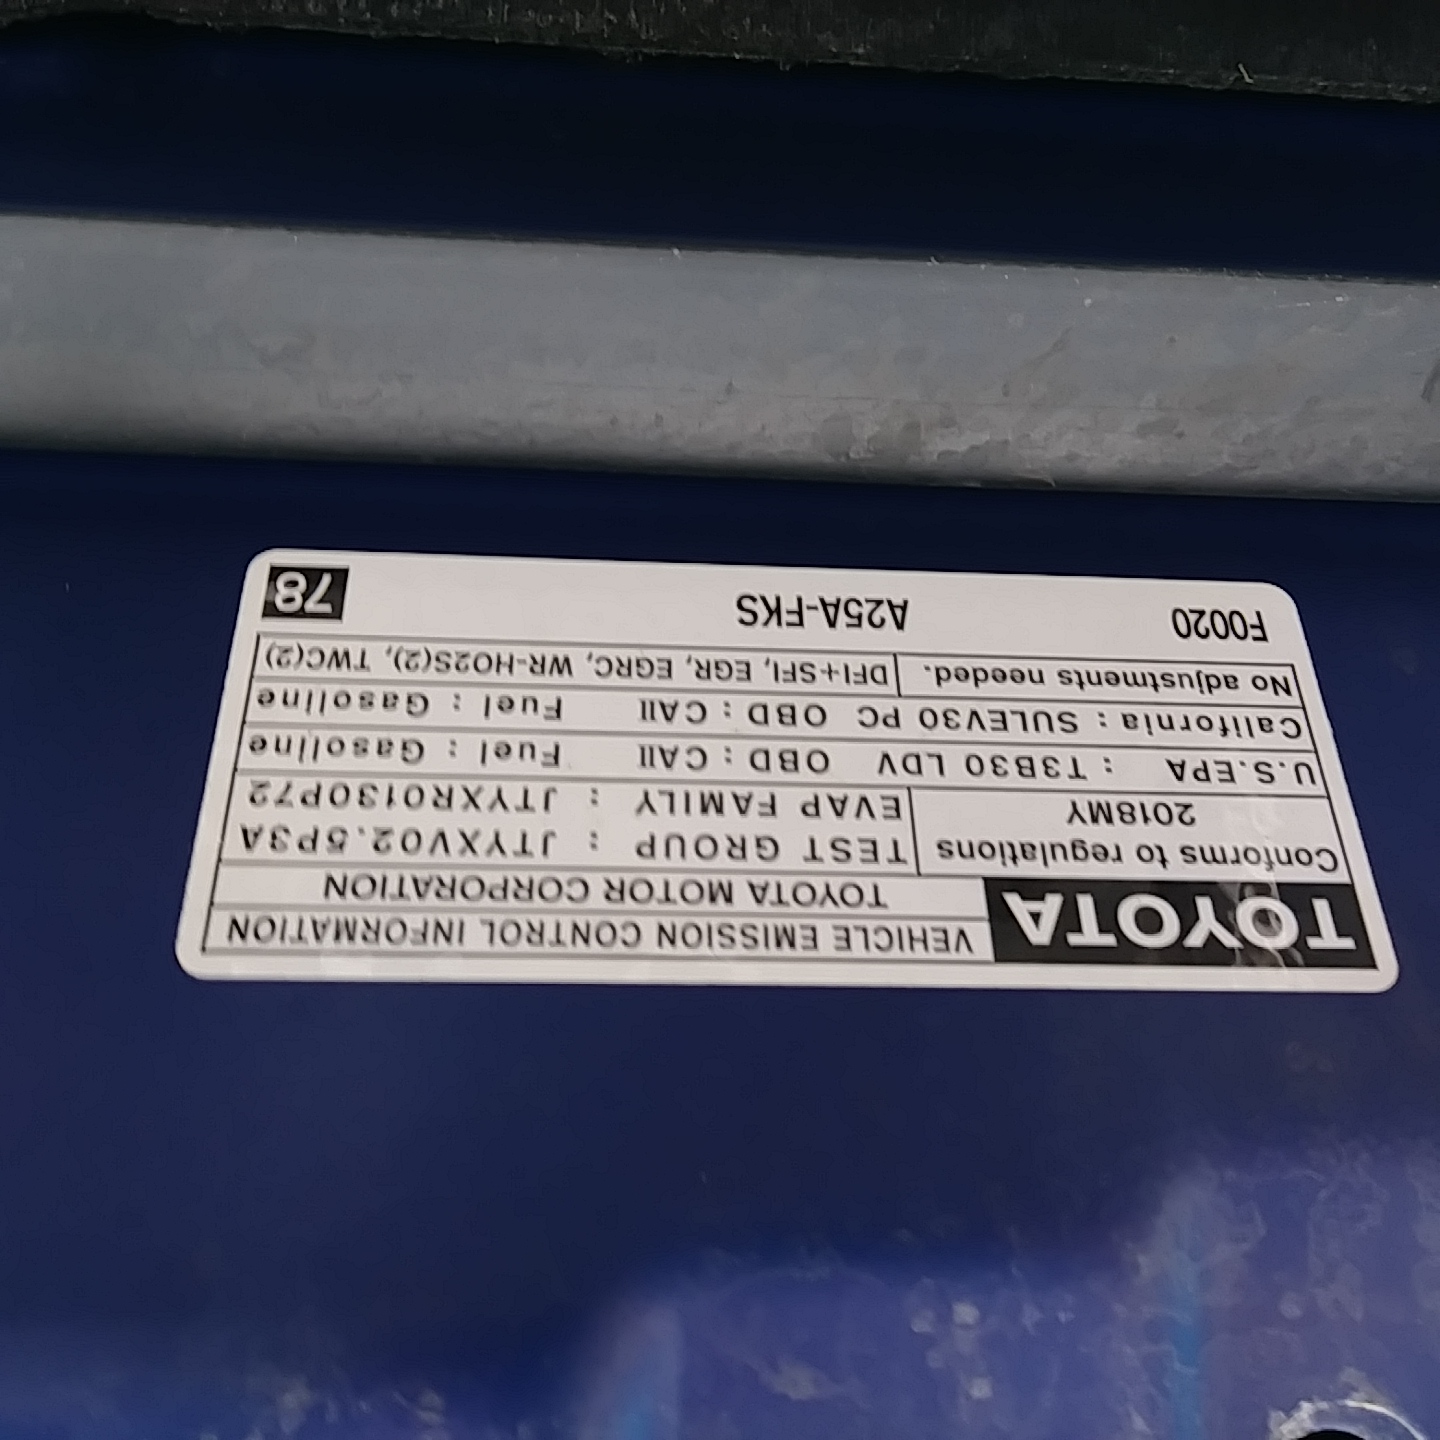 TOYOTA
VEHICLE EMISSION CONTROL INFORMATION
TOYOTA MOTOR CORPORATION
Conforms to regulations
2018MY
TEST GROUP : JTYXV02.5P3A
EVAP FAMILY : JTYXR0130P72
U.S.EPA : T3B30 LDV OBD : CAII Fuel : Gasoline
California : SULEV30 PC OBD : CAII Fuel : Gasoline
No adjustments needed. DFI+SFI, EGR, EGRC, WR-HO2S(2), TWC(2)
F0020 A25A-FKS 78